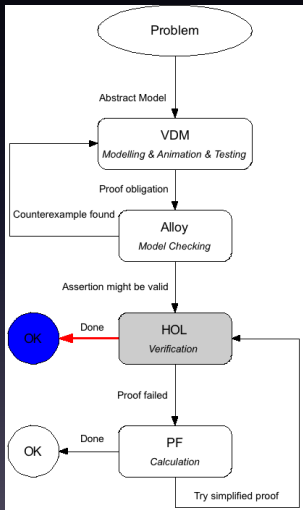 Problem
Abstract Model
VDM
Modelling & Animation & Testing
Proof obligation
Counterexample found
Alloy
Model Checking
Assertion might be valid
OK
Done
HOL
Verification
Proof failed
OK
Done
PF
Calculation
Try simplified proof